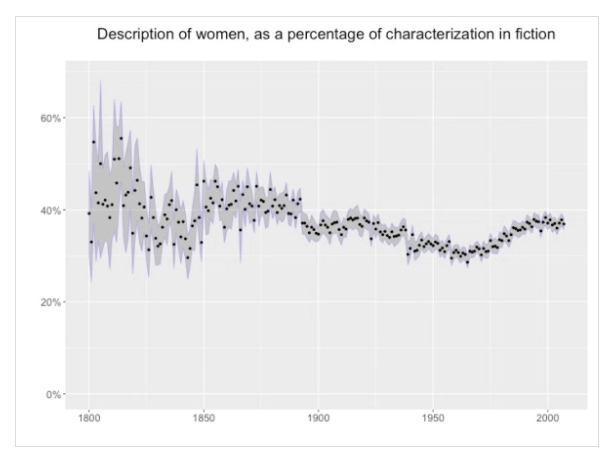 Description of women, as a percentage of characterization in fiction
60%
40%
20%
0%
1800 1850 1900 1950 2000